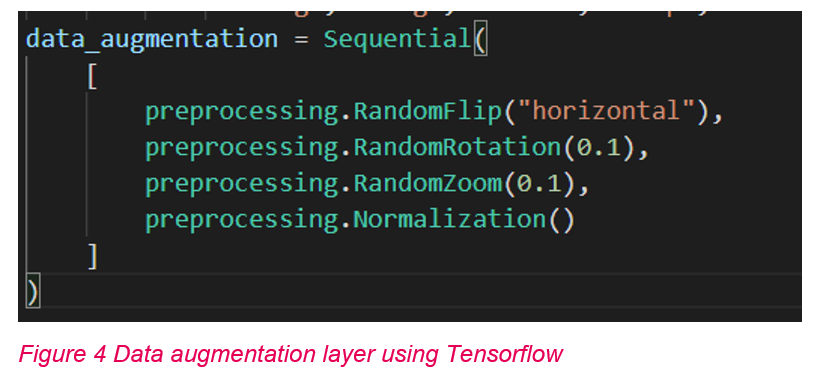 data_augmentation = Sequential(
[
preprocessing.RandomFlip("horizontal"),
preprocessing.RandomRotation(0.1),
preprocessing.RandomZoom(0.1),
preprocessing.Normalization()
]
)
Figure 4 Data augmentation layer using Tensorflow